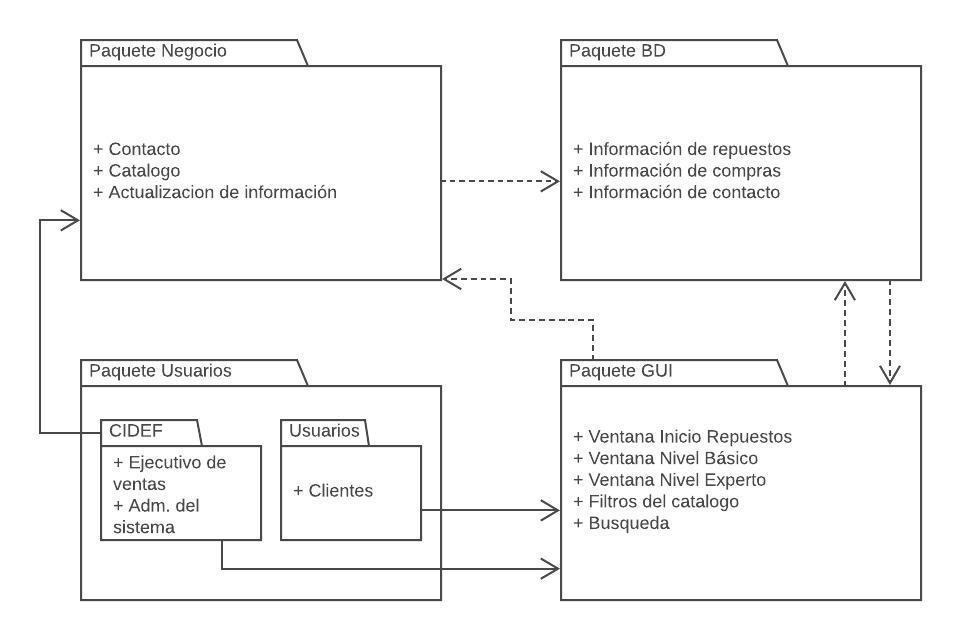 Paquete Negocio
+ Contacto
+ Catalogo
+ Actualizacion de información
Paquete BD
+ Información de repuestos
+ Información de compras
+ Información de contacto
Paquete Usuarios
CIDEF
+ Ejecutivo de
ventas
+ Adm. del
sistema
Usuarios
+ Clientes
Paquete GUI
+ Ventana Inicio Repuestos
+ Ventana Nivel Básico
+ Ventana Nivel Experto
+ Filtros del catalogo
+ Busqueda